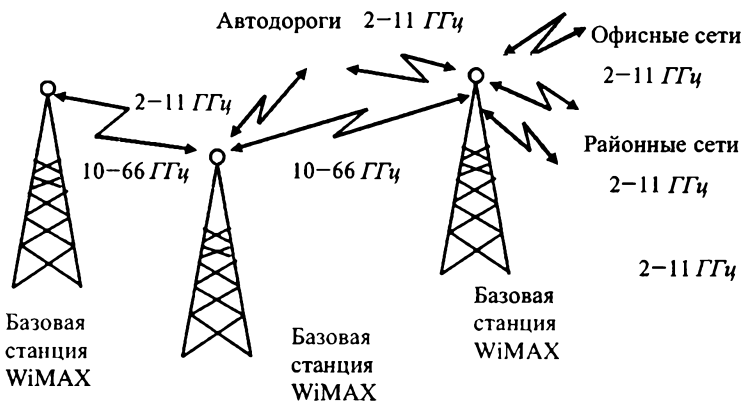 Автодороги 2−11 ГГц
Офисные сети
2−11 ГГц
2−11 ГГц
10−66 ГГц
10−66 ГГц
Районные сети
2−11 ГГц
2−11 ГГц
Базовая
станция
WiMAX
Базовая
станция
WiMAX
Базовая
станция
WiMAX